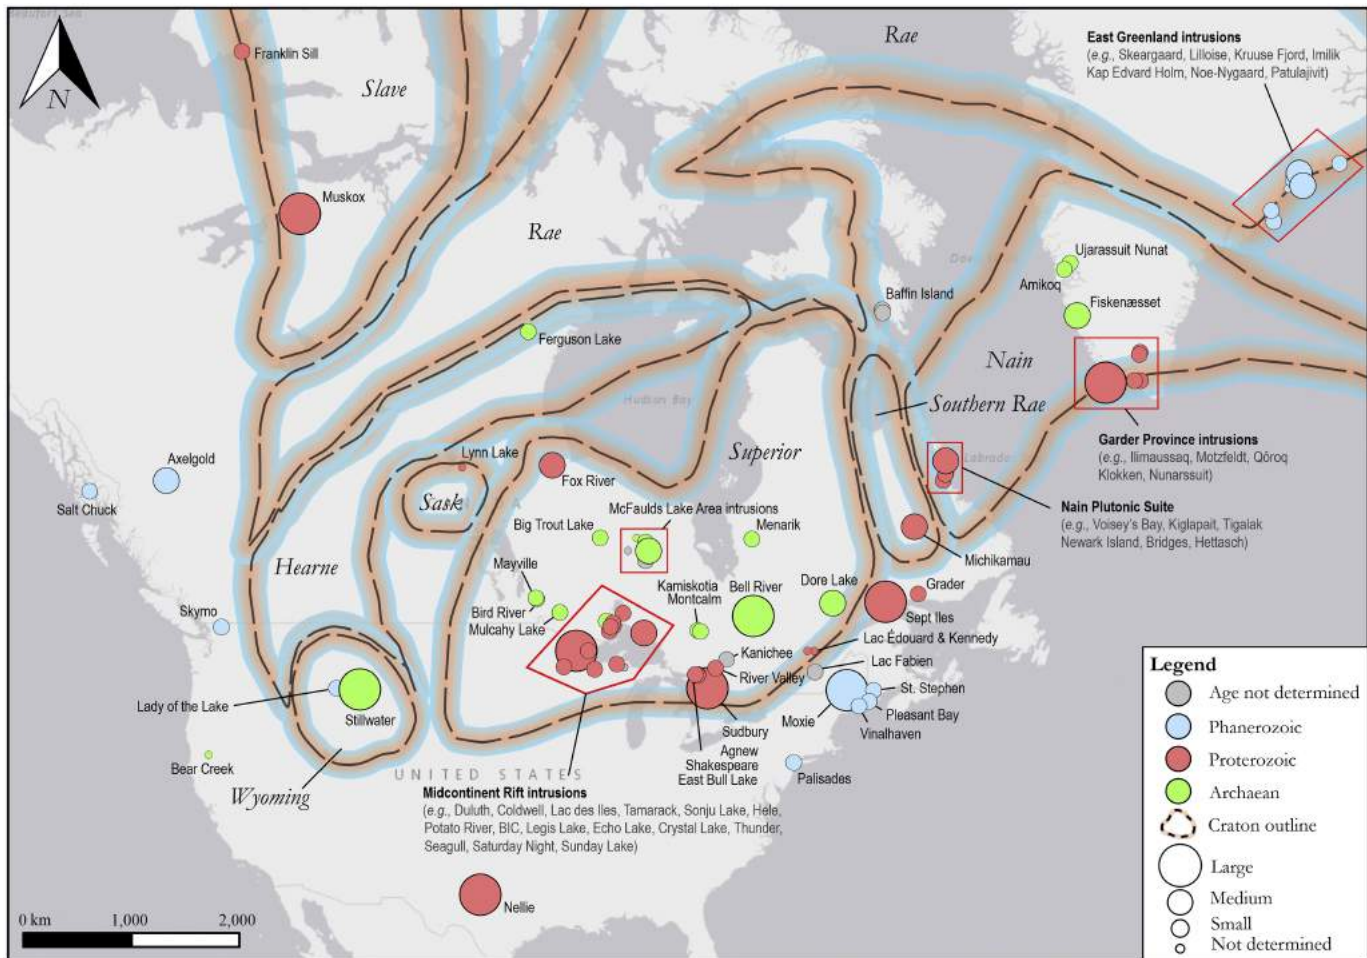 Beaufort Sea
N
Franklin Sill
Slave
Rae
East Greenland intrusions
(e.g., Skeargaard, Lilloise, Kruuse Fjord, Imilik
Kap Edvard Holm, Noe-Nygaard, Patulajivit)
Muskox
Rae
Ujarassuit Nunat
Amikoq
Fiskenæsset
Baffin Island
Ferguson Lake
Nain
Hudson Bay
Southern Rae
Garder Province intrusions
(e.g., Ilimaussaq, Motzfeldt, Qôroq
Klokken, Nunarssuit)
Axelgold
Salt Chuck
Lynn Lake
Sask
Fox River
Superior
Labrador
Nain Plutonic Suite
(e.g., Voisey's Bay, Kiglapait, Tigalak
Newark Island, Bridges, Hettasch)
McFaulds Lake Area intrusions
Big Trout Lake
Menarik
Michikamau
Hearne
Mayville
Bird River
Mulcahy Lake
Kamiskotia
Montcalm
Bell River
Dore Lake
Grader
Sept Iles
Skymo
Lac Édouard & Kennedy
Kanichee
Lac Fabien
River Valley
Lady of the Lake
Stillwater
St. Stephen
Pleasant Bay
Vinalhaven
Moxie
Sudbury
Agnew
Shakespeare
East Bull Lake
Bear Creek
Wyoming
UNITED STATES
Palisades
Midcontinent Rift intrusions
(e.g., Duluth, Coldwell, Lac des Iles, Tamarack, Sonju Lake, Hele,
Potato River, BIC, Legis Lake, Echo Lake, Crystal Lake, Thunder,
Seagull, Saturday Night, Sunday Lake)
Nellie
0 km 1,000 2,000
Legend
Age not determined
Phanerozoic
Proterozoic
Archaean
Craton outline
Large
Medium
Small
Not determined